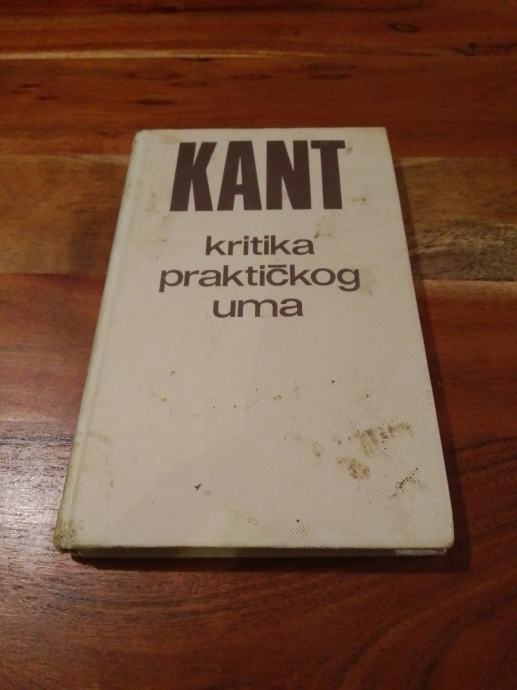 KANT
kritika
praktičkog
uma